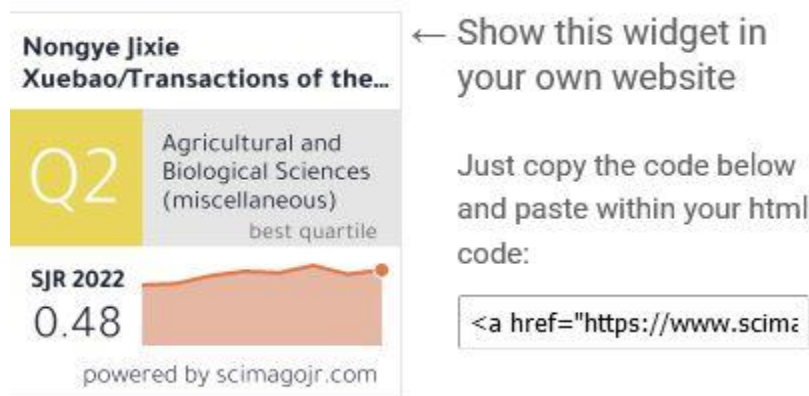 Nongye Jixie
Xuebao/Transactions of the...
Q2
Agricultural and
Biological Sciences
(miscellaneous)
best quartile
SJR 2022
0.48
powered by scimagojr.com
← Show this widget in
your own website
Just copy the code below
and paste within your html
code:
<a href="https://www.scima